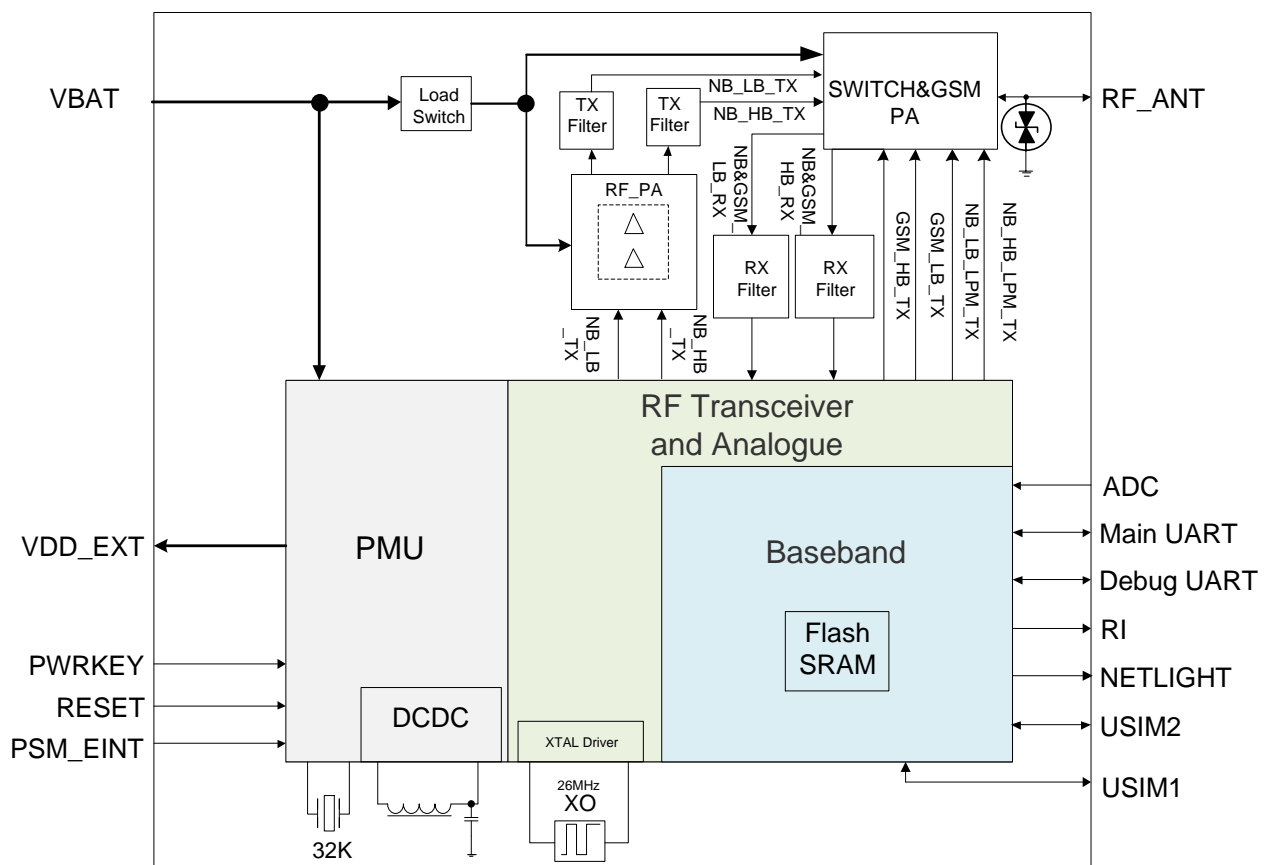 VBAT
Load
Switch
TX
Filter
TX
Filter
NB_LB_TX
NB_HB_TX
SWITCH&GSM
PA
RF_ANT
RF_PA
NB&GSM_
LB_RX
NB&GSM_
HB_RX
RX
Filter
RX
Filter
GSM_HB_TX
GSM_LB_TX
NB_LB_LPM_TX
NB_HB_LPM_TX
NB_LB
_TX
NB_HB
_TX
RF Transceiver
and Analogue
ADC
Main UART
Debug UART
RI
NETLIGHT
USIM2
USIM1
VDD_EXT
PMU
Baseband
Flash
SRAM
PWRKEY
RESET
PSM_EINT
DCDC
XTAL Driver
32K
26MHz
XO